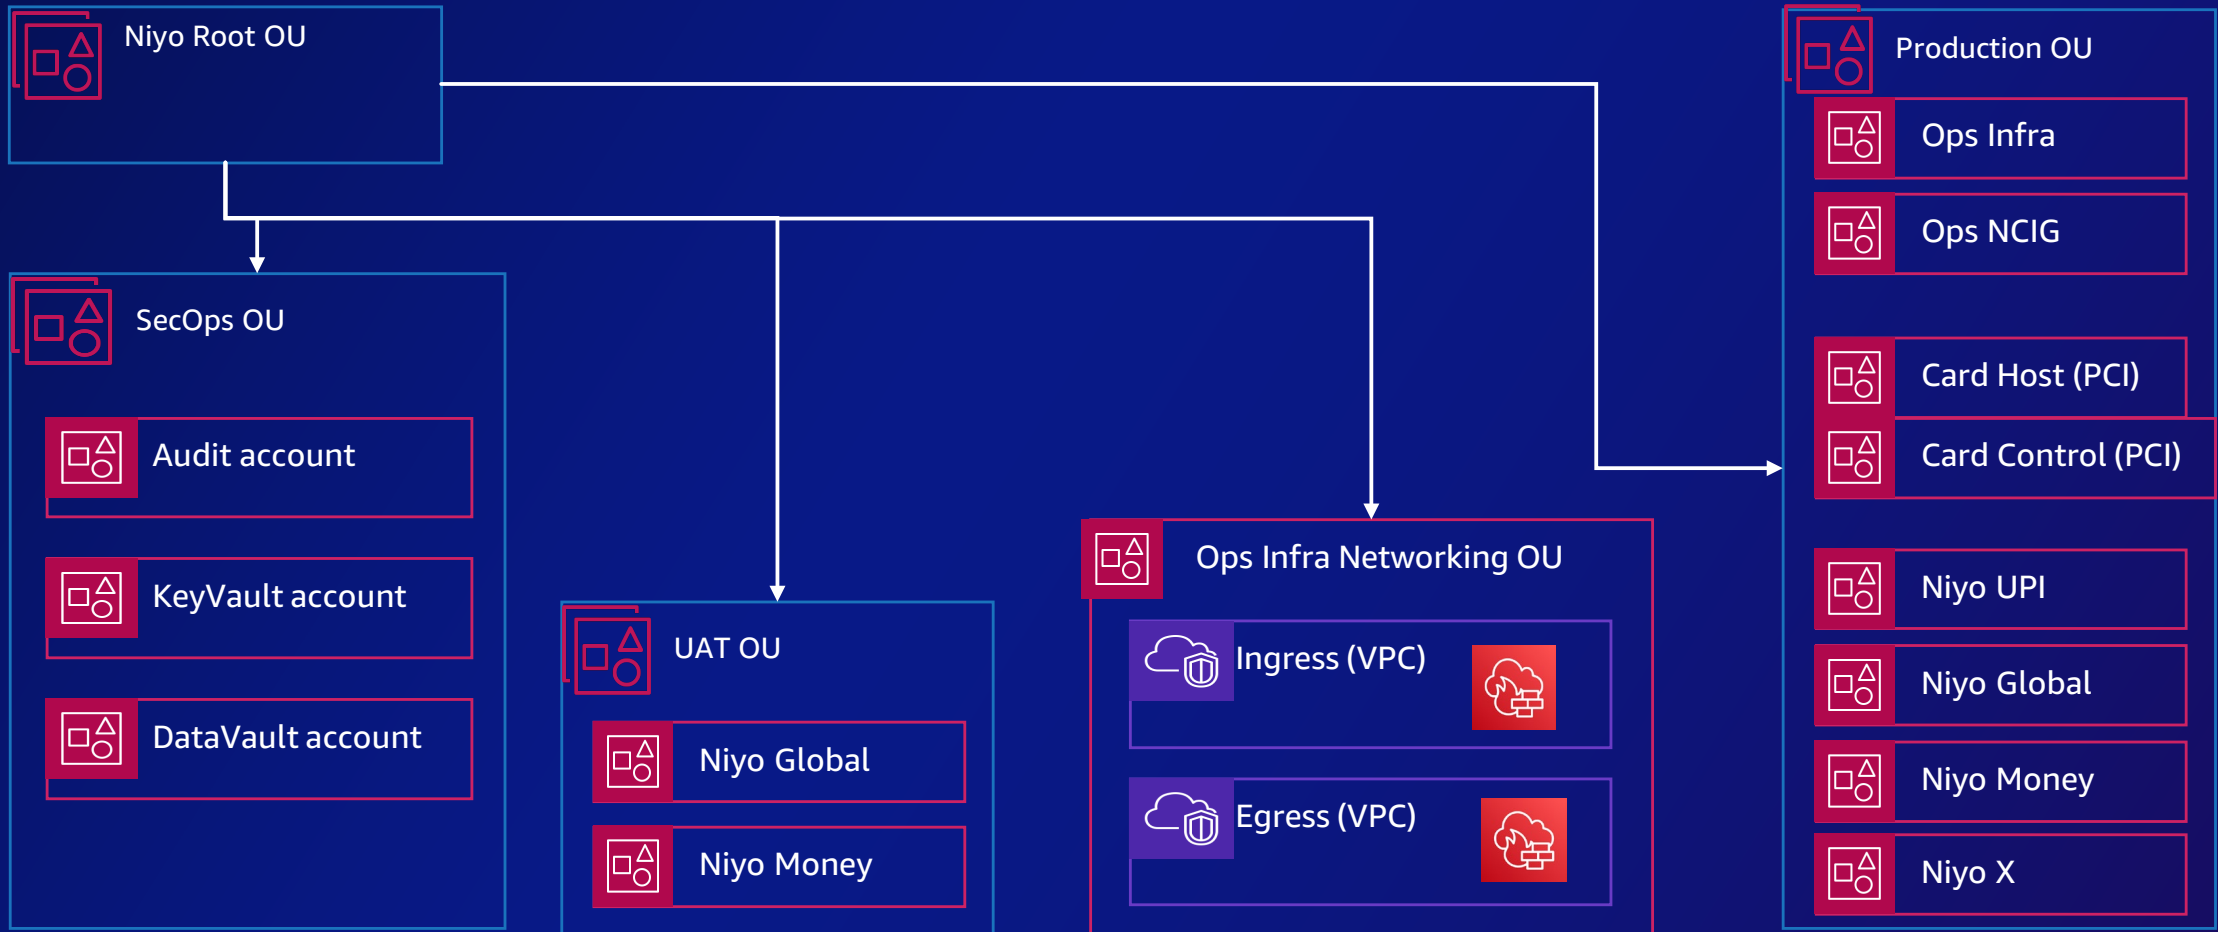 Niyo Root OU
SecOps OU
Audit account
KeyVault account
DataVault account
UAT OU
Niyo Global
Niyo Money
Ops Infra Networking OU
Ingress (VPC)
Egress (VPC)
Production OU
Ops Infra
Ops NCIG
Card Host (PCI)
Card Control (PCI)
Niyo UPI
Niyo Global
Niyo Money
Niyo X